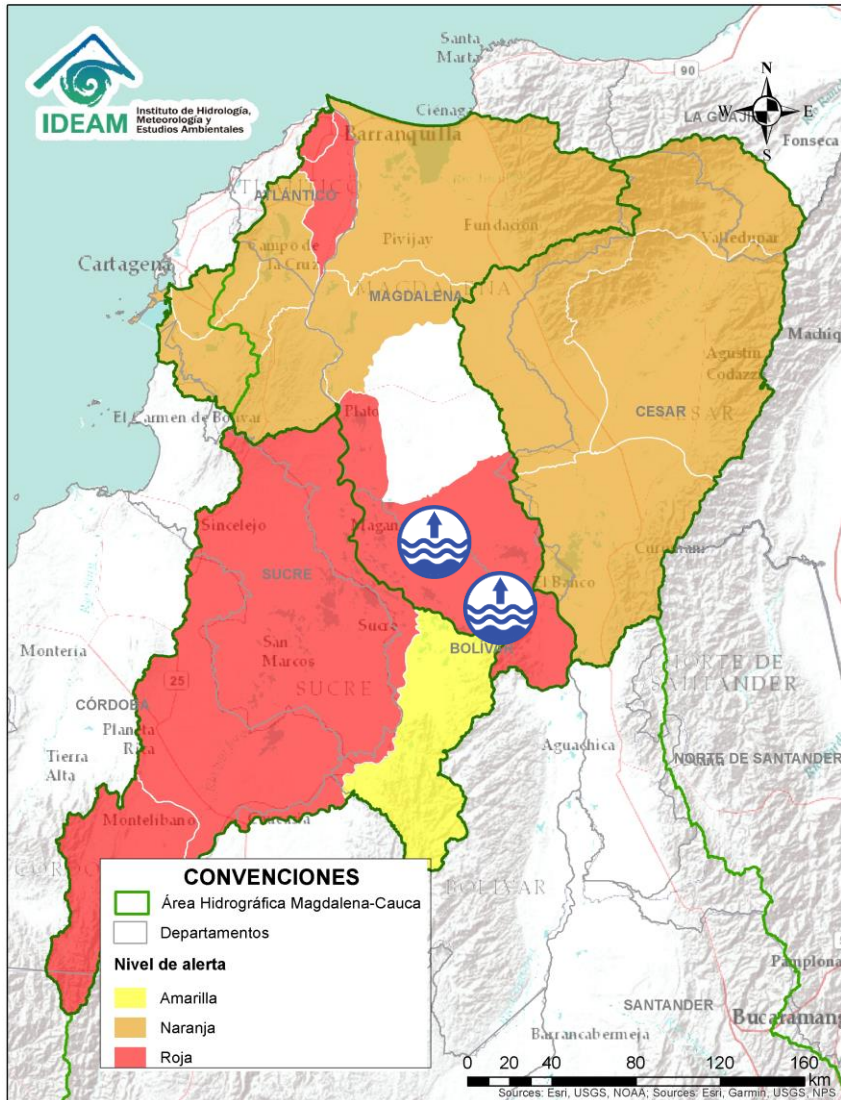 IDEAM
Instituto de Hidrología,
Meteorología y
Estudios Ambientales
Santa
Marta
90
N
W
E
S
Ciénaga
LA GUAJI
Fonseca
Barranquilla
ATLÁNTICO
Fundación
Valledupar
Campo de
la Cruz
Pivijay
Cartagena
MAGDALENA
MAGDALENA
Agustín
Codazzi
CESAR
El Carmen de Bolívar
Plato
Sincelejo
Magan
SUCRE
El Banco
Sucre
BOLÍVAR
Montería
San
Marcos
SUCRE
25
CÓRDOBA
NORTE DE
SANTANDER
Planeta
Rica
Aguachica
NORTE DE SANTANDER
Tierra
Alta
Montelibano
BOLÍVAR
CONVENCIONES
Área Hidrográfica Magdalena-Cauca
Departamentos
Nivel de alerta
Amarilla
Naranja
Roja
Pamplona
SANTANDER
Bucaramang
Barrancabermeja
0 20 40 80 120 160
km
Sources: Esri, USGS, NOAA; Sources: Esri, Garmin, USGS, NPS